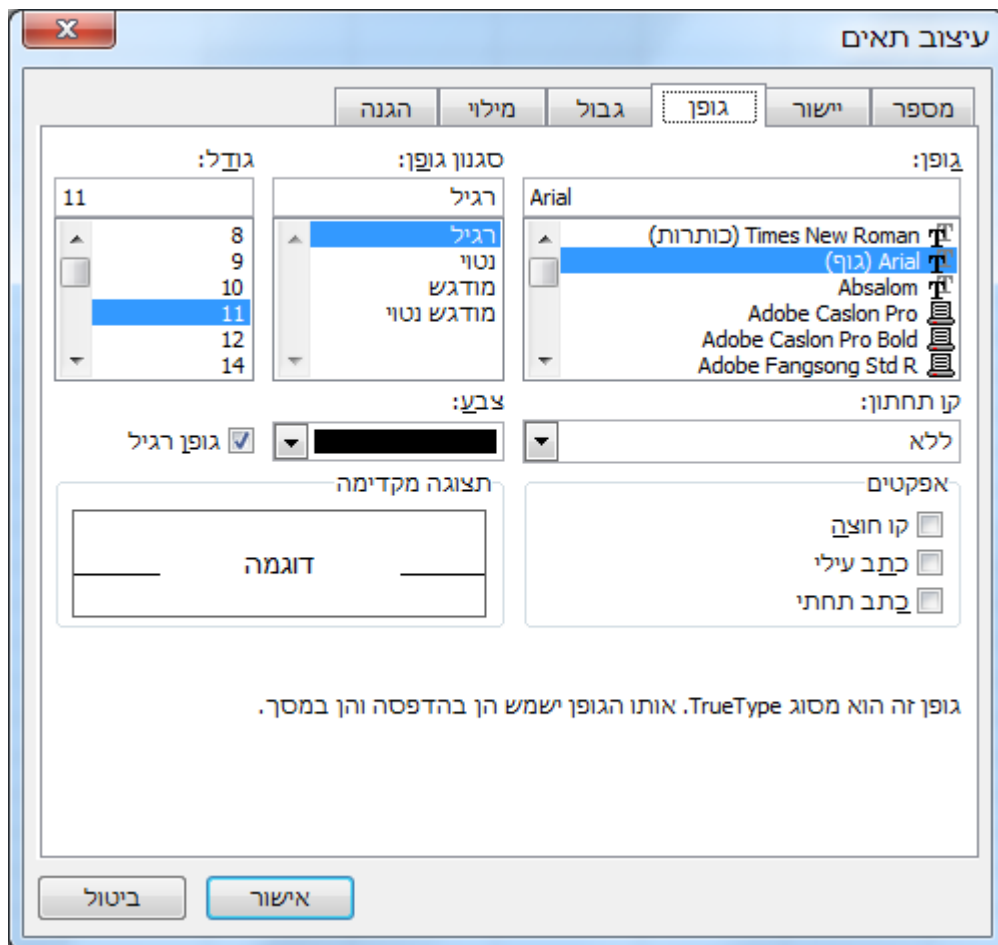 עיצוב תאים
מספר יישור גופן גבול מילוי הגנה
גופן: סגנון גופן: גודל:
Arial רגיל 11
Times New Roman (כותרות) רגיל 8
Arial (גוף) נטוי 9
Absalom מודגש 10
Adobe Caslon Pro מודגש נטוי 11
Adobe Caslon Pro Bold 12
Adobe Fangsong Std R 14
קו תחתון: צבע:
ללא גופן רגיל
אפקטים תצוגה מקדימה
קו חוצה
כתב עילי
כתב תחתי
דוגמה
גופן זה הוא מסוג TrueType. אותו הגופן ישמש הן בהדפסה והן במסך.
אישור ביטול